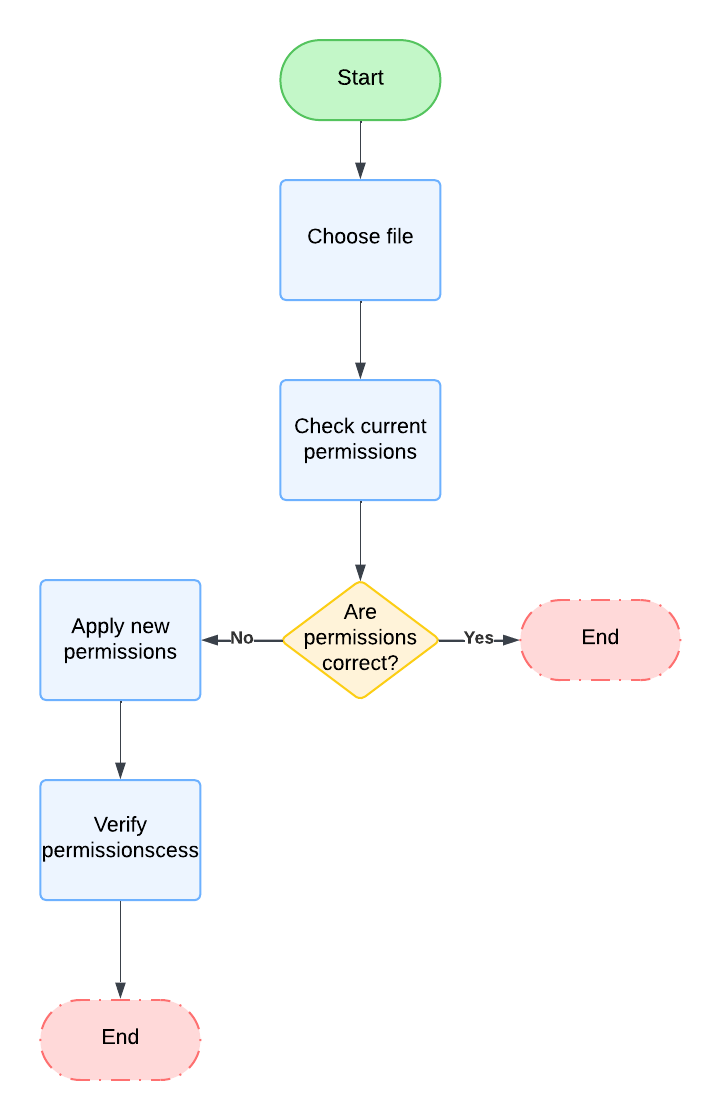 Start
Choose file
Check current
permissions
Are
permissions
correct?
No
Yes
Apply new
permissions
End
Verify
permissionscess
End